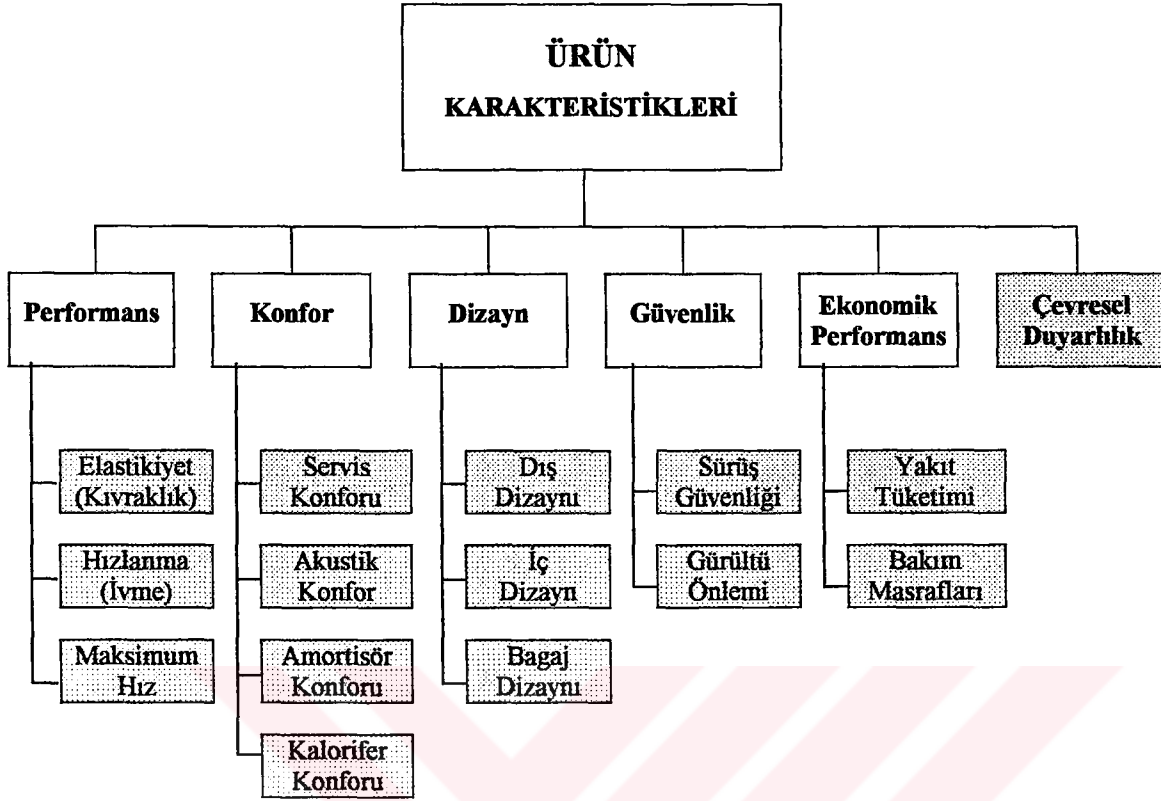 ÜRÜN
KARAKTERİSTİKLERİ
Performans
Konfor
Dizayn
Güvenlik
Ekonomik
Performans
Çevresel
Duyarlılık
Elastikiyet
(Kıvraklık)
Hızlanma
(İvme)
Maksimum
Hız
Servis
Konforu
Akustik
Konfor
Amortisör
Konforu
Kalorifer
Konforu
Dış
Dizaynı
İç
Dizayn
Bagaj
Dizaynı
Sürüş
Güvenliği
Gürültü
Önlemi
Yakıt
Tüketimi
Bakım
Masrafları